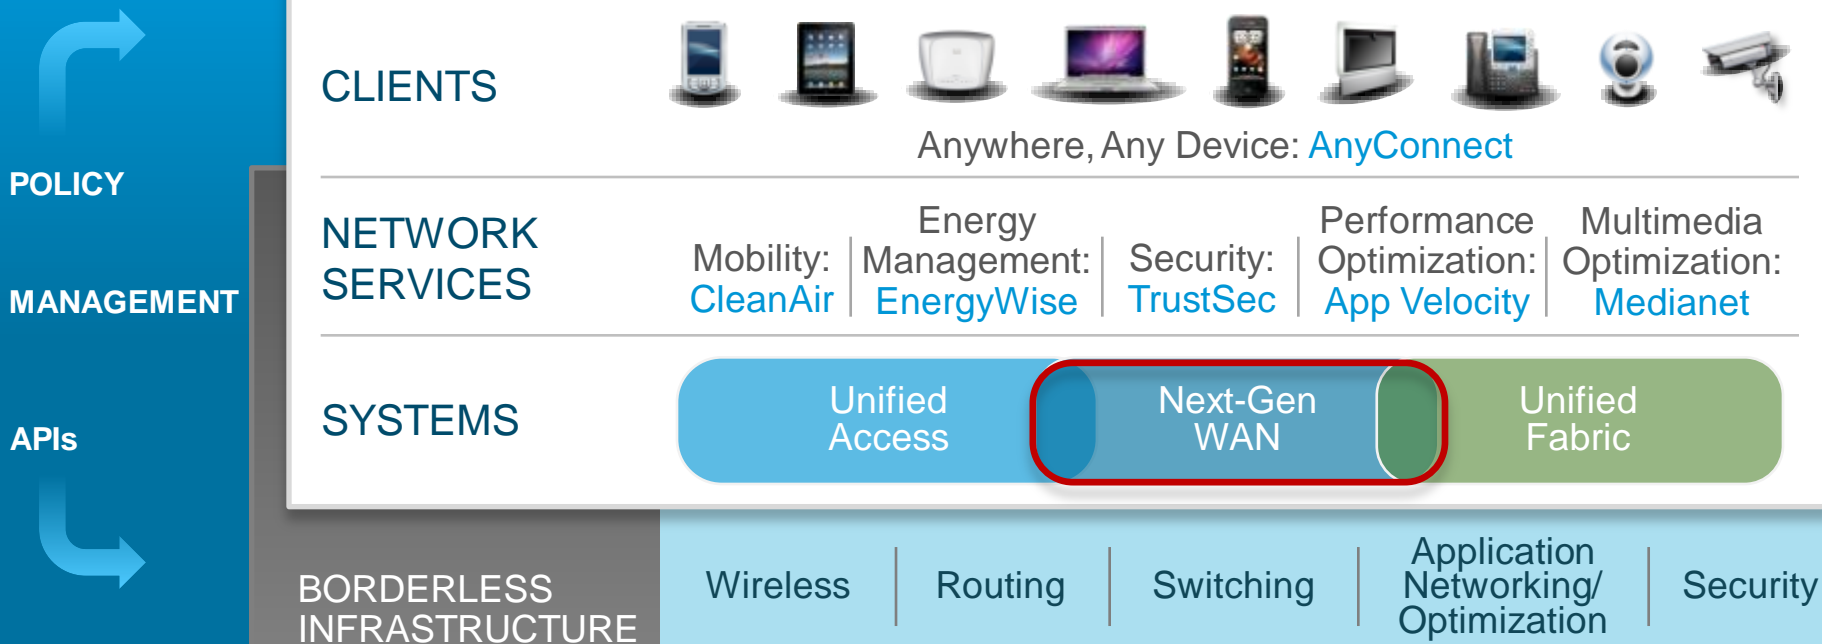 POLICY
MANAGEMENT
APIs
CLIENTS
Anywhere, Any Device: AnyConnect
NETWORK
SERVICES
Mobility:
CleanAir
Energy
Management:
EnergyWise
Security:
TrustSec
Performance
Optimization:
App Velocity
Multimedia
Optimization:
Medianet
SYSTEMS
Unified
Access
Next-Gen
WAN
Unified
Fabric
BORDERLESS
INFRASTRUCTURE
Wireless
Routing
Switching
Application
Networking/
Optimization
Security